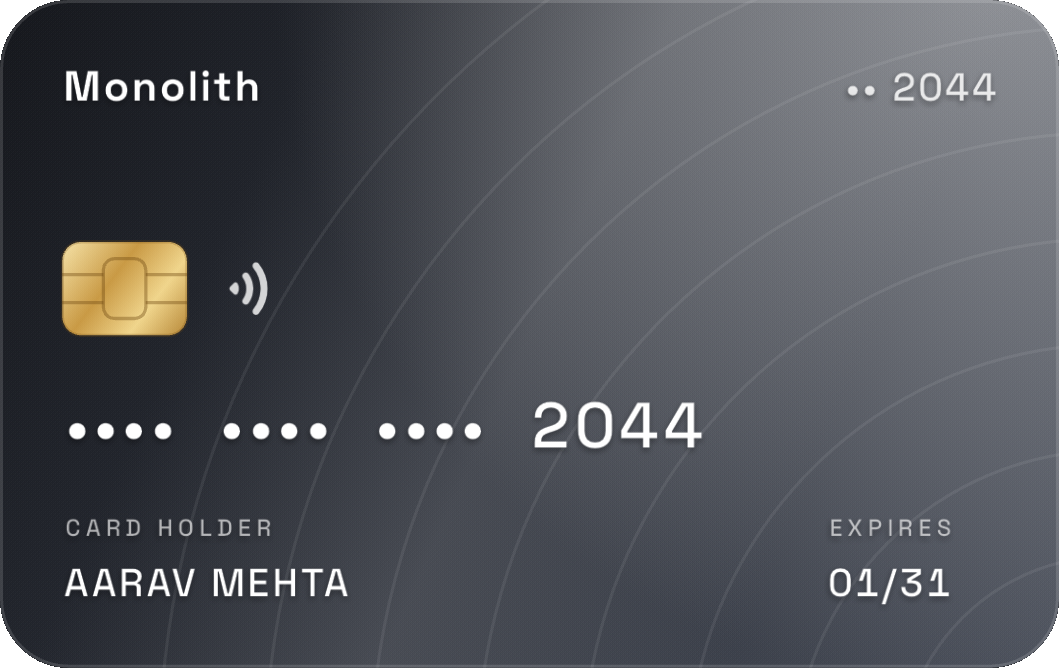 Monolith •• 2044
•••• •••• •••• 2044
CARD HOLDER EXPIRES
AARAV MEHTA 01/31